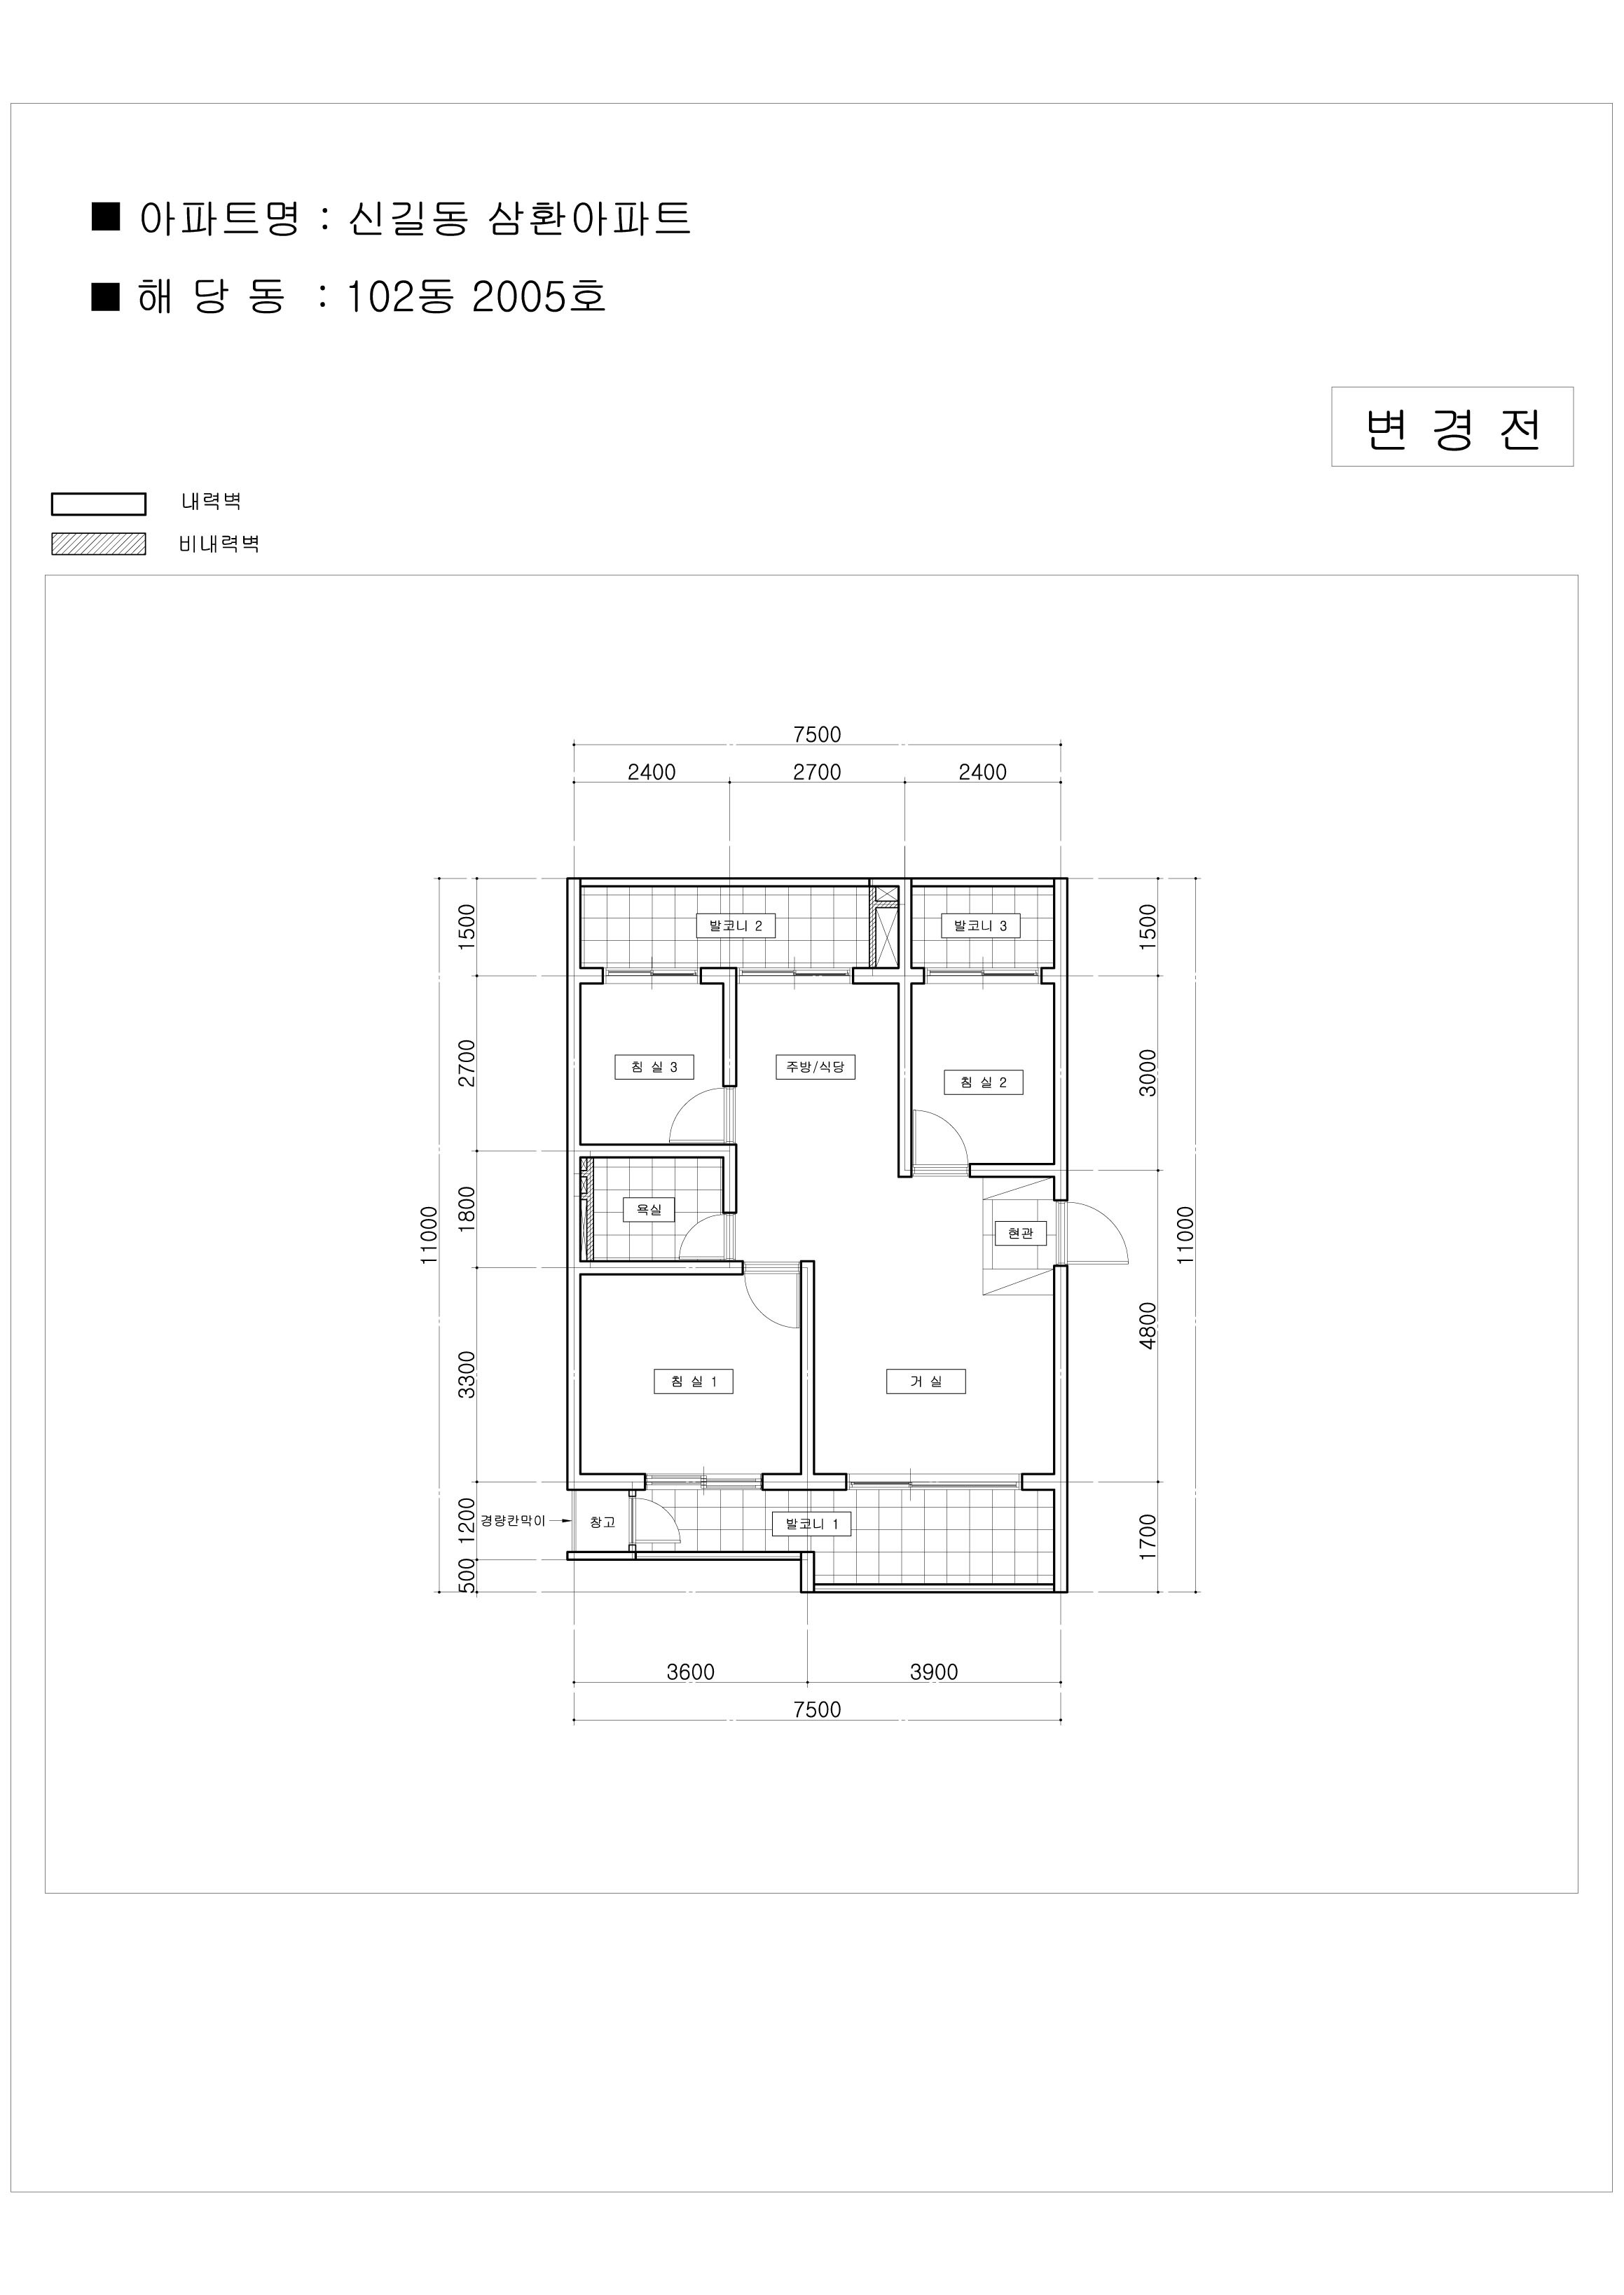 ■ 아파트명 : 신길동 삼환아파트
■ 해 당 동 : 102동 2005호
변 경 전
내력벽
비내력벽
7500
2400 2700 2400
1500 발코니 2 발코니 3 1500
2700 침 실 3 주방/식당 침 실 2 3000
11000 1800 욕실 현관 11000
3300 침 실 1 거 실 4800
1200 경량칸막이 창고 발코니 1 1700
500
3600 3900
7500